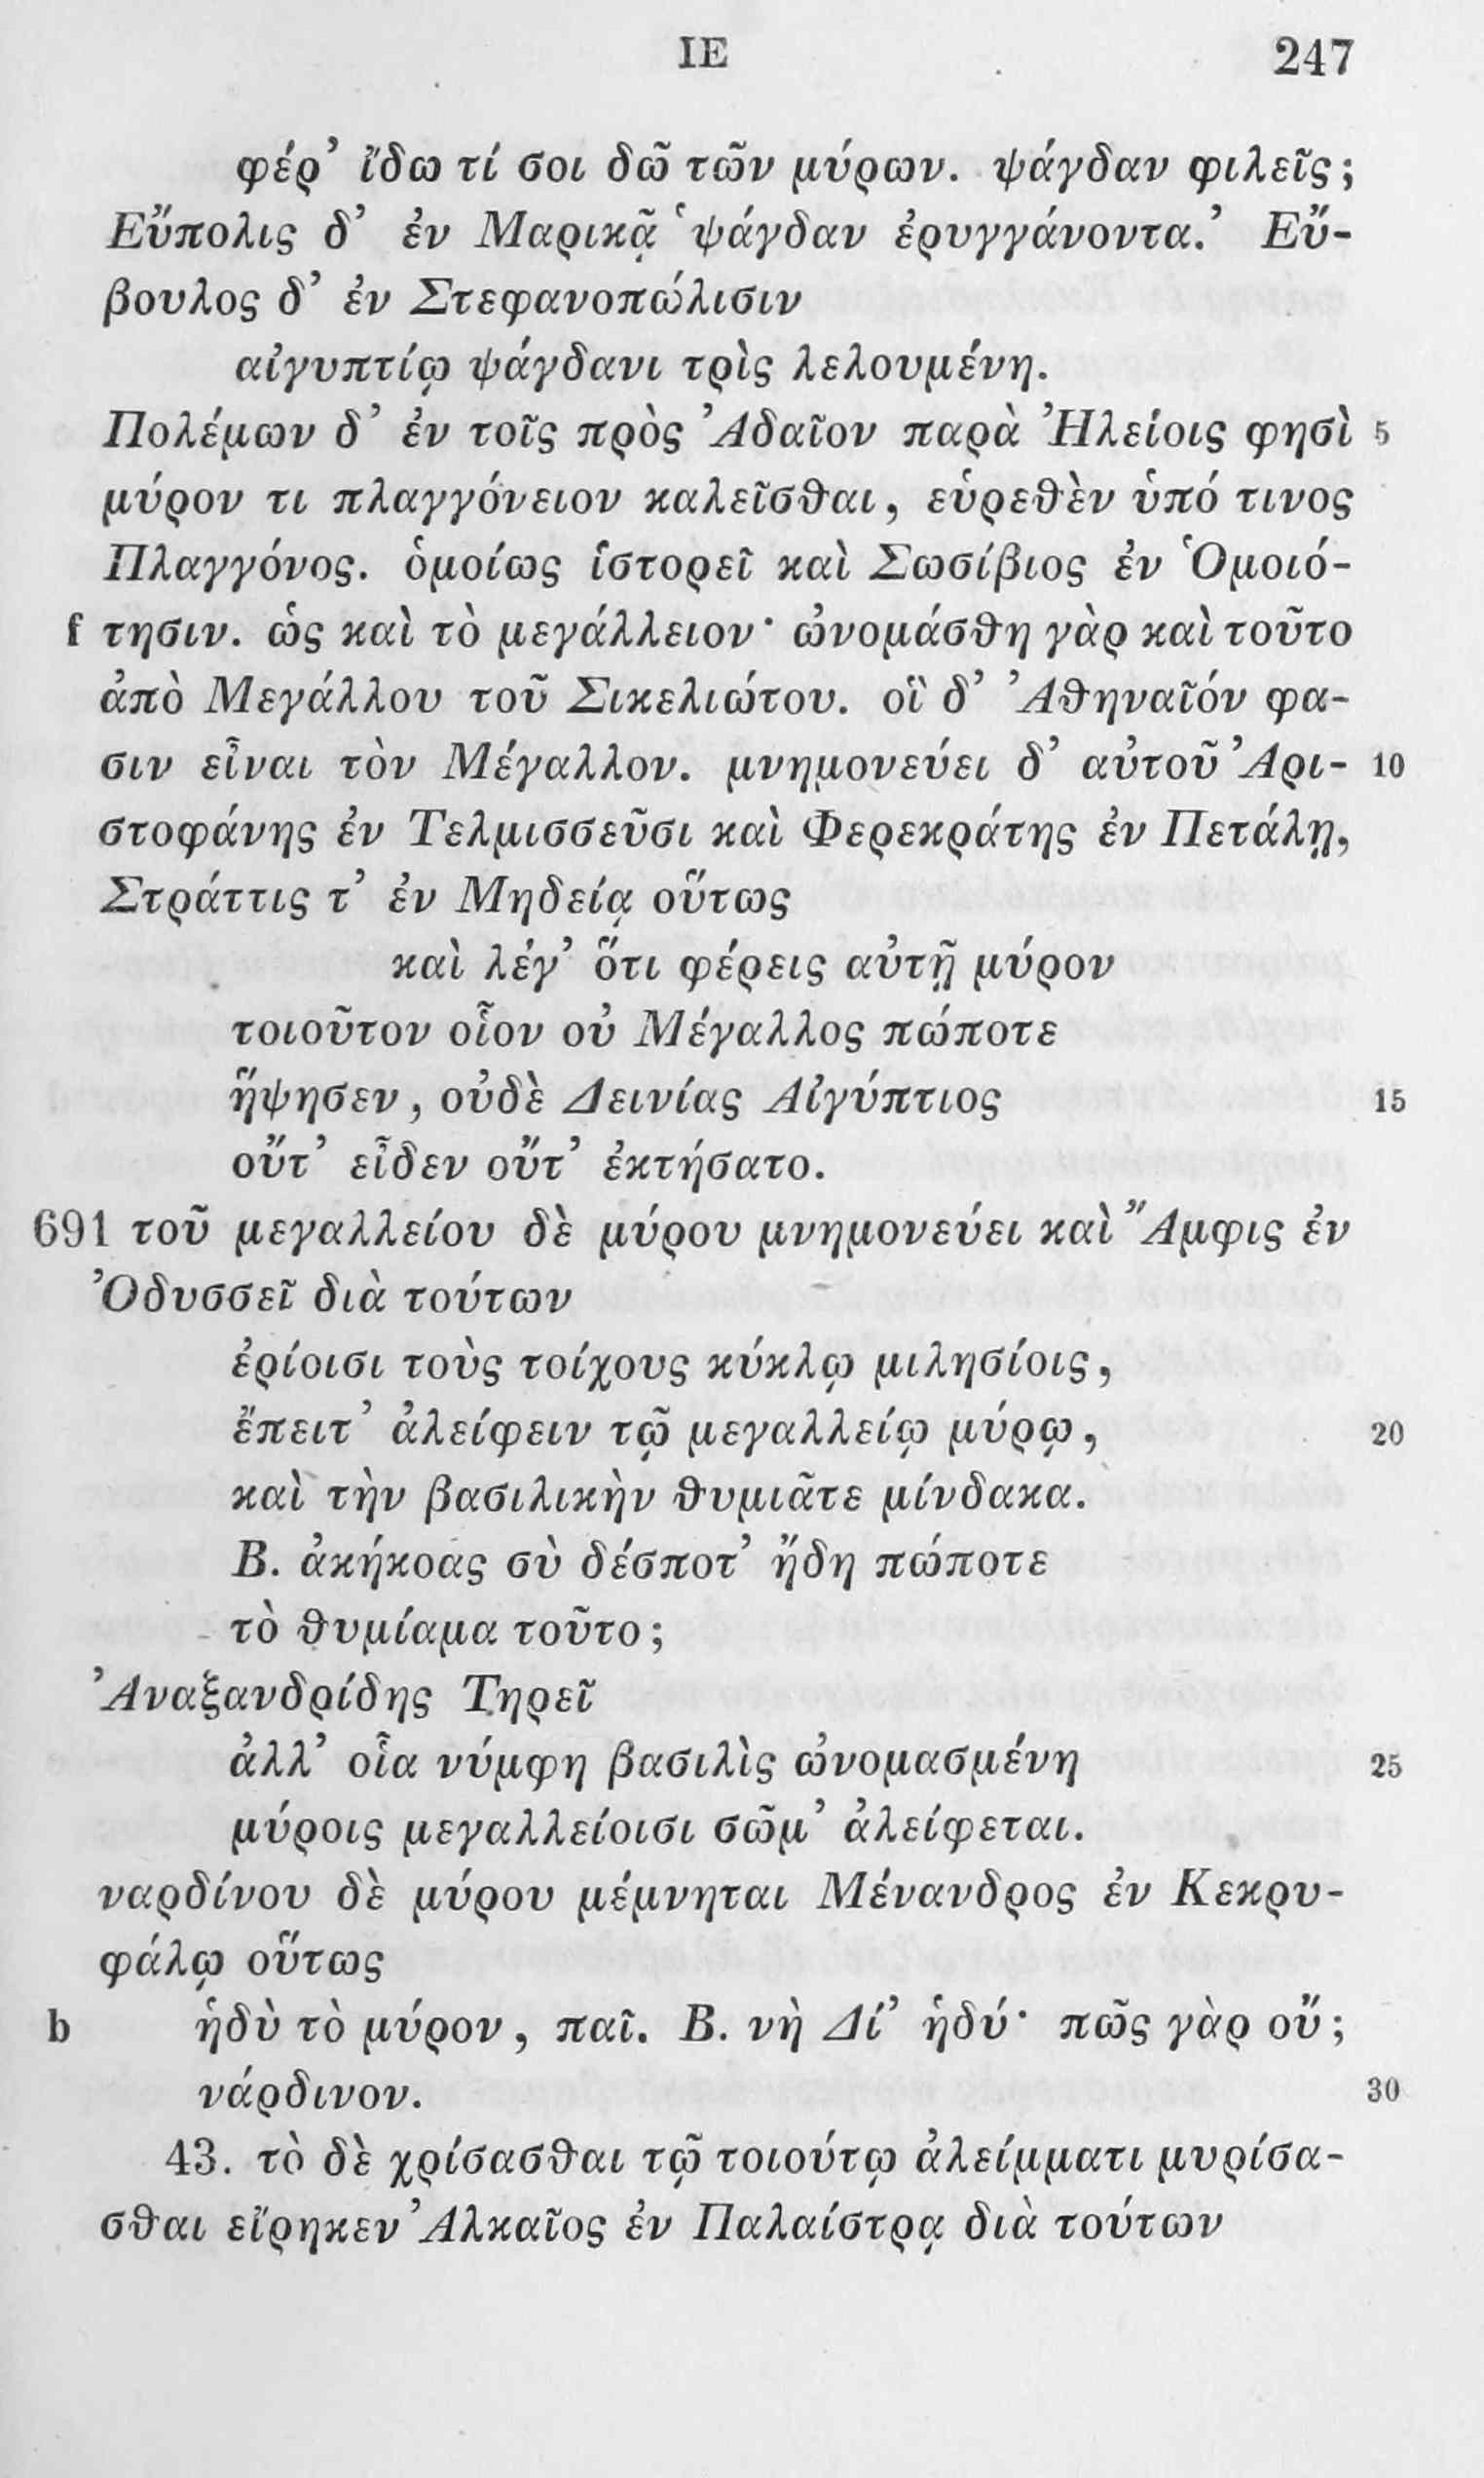 ΙΕ 247
φέρ’ ἴδω τί σοι δῶ τῶν μύρων. ψάγδαν φιλεῖς;
Εὔπολις δ’ ἐν Μαρικᾷ ‘ψάγδαν ἐρυγγάνοντα.’ Εὔ-
βουλος δ’ ἐν Στεφανοπώλισιν
αἰγυπτίῳ ψάγδανι τρὶς λελουμένη.
Πολέμων δ’ ἐν τοῖς πρὸς Ἀδαῖον παρὰ Ἠλείοις φησὶ 5
μύρον τι πλαγγόνειον καλεῖσθαι, εὑρεθὲν ὑπό τινος
Πλαγγόνος. ὁμοίως ἱστορεῖ καὶ Σωσίβιος ἐν Ὁμοιό-
f τησιν. ὡς καὶ τὸ μεγάλλειον· ὠνομάσθη γὰρ καὶ τοῦτο
ἀπὸ Μεγάλλου τοῦ Σικελιώτου. οἳ δ’ Ἀθηναῖόν φα-
σιν εἶναι τὸν Μέγαλλον. μνημονεύει δ’ αὐτοῦ Ἀρι- 10
στοφάνης ἐν Τελμισσεῦσι καὶ Φερεκράτης ἐν Πετάλῃ,
Στράττις τ’ ἐν Μηδείᾳ οὕτως
καὶ λέγ’ ὅτι φέρεις αὐτῇ μύρον
τοιοῦτον οἷον οὐ Μέγαλλος πώποτε
ἥψησεν, οὐδὲ Δεινίας Αἰγύπτιος 15
οὔτ’ εἶδεν οὔτ’ ἐκτήσατο.
691 τοῦ μεγαλλείου δὲ μύρου μνημονεύει καὶ Ἄμφις ἐν
Ὀδυσσεῖ διὰ τούτων
ἐρίοισι τοὺς τοίχους κύκλῳ μιλησίοις,
ἔπειτ’ ἀλείφειν τῷ μεγαλλείῳ μύρῳ, 20
καὶ τὴν βασιλικὴν θυμιᾶτε μίνδακα.
Β. ἀκήκοας σὺ δέσποτ’ ἤδη πώποτε
τὸ θυμίαμα τοῦτο;
Ἀναξανδρίδης Τηρεῖ
ἀλλ’ οἷα νύμφη βασιλὶς ὠνομασμένη 25
μύροις μεγαλλείοισι σῶμ’ ἀλείφεται.
ναρδίνου δὲ μύρου μέμνηται Μένανδρος ἐν Κεκρυ-
φάλῳ οὕτως
b ἡδὺ τὸ μύρον, παῖ. Β. νὴ Δί’ ἡδύ· πῶς γὰρ οὔ;
νάρδινον. 30
43. τὸ δὲ χρίσασθαι τῷ τοιούτῳ ἀλείμματι μυρίσα-
σθαι εἴρηκεν Ἀλκαῖος ἐν Παλαίστρᾳ διὰ τούτων